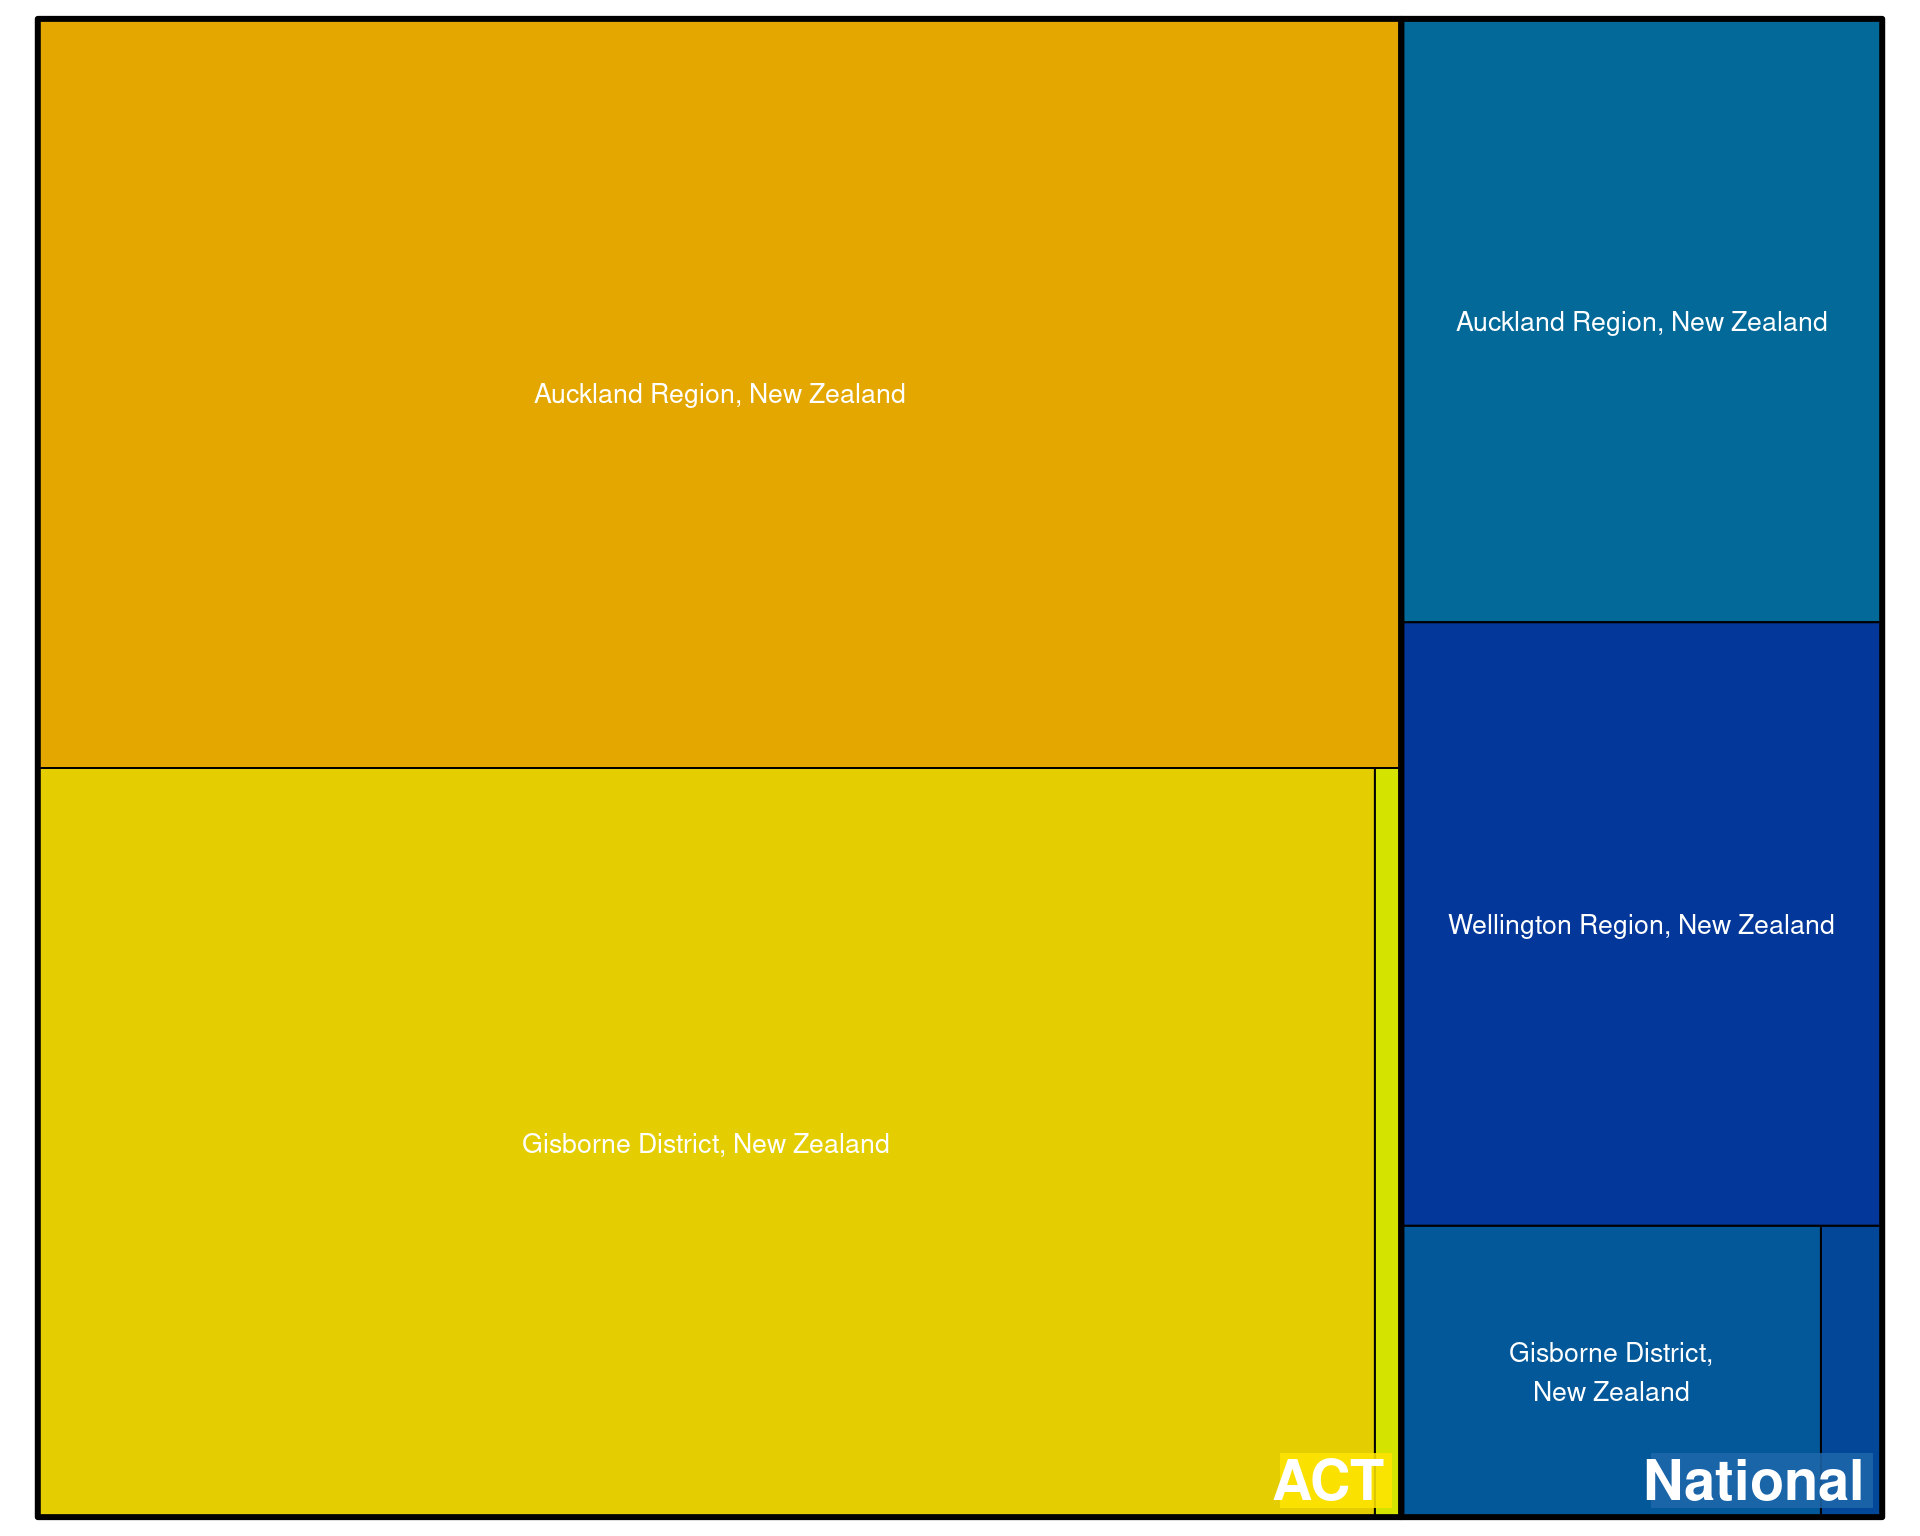 Auckland Region, New Zealand
Gisborne District, New Zealand
ACT
Auckland Region, New Zealand
Wellington Region, New Zealand
Gisborne District,
New Zealand
National